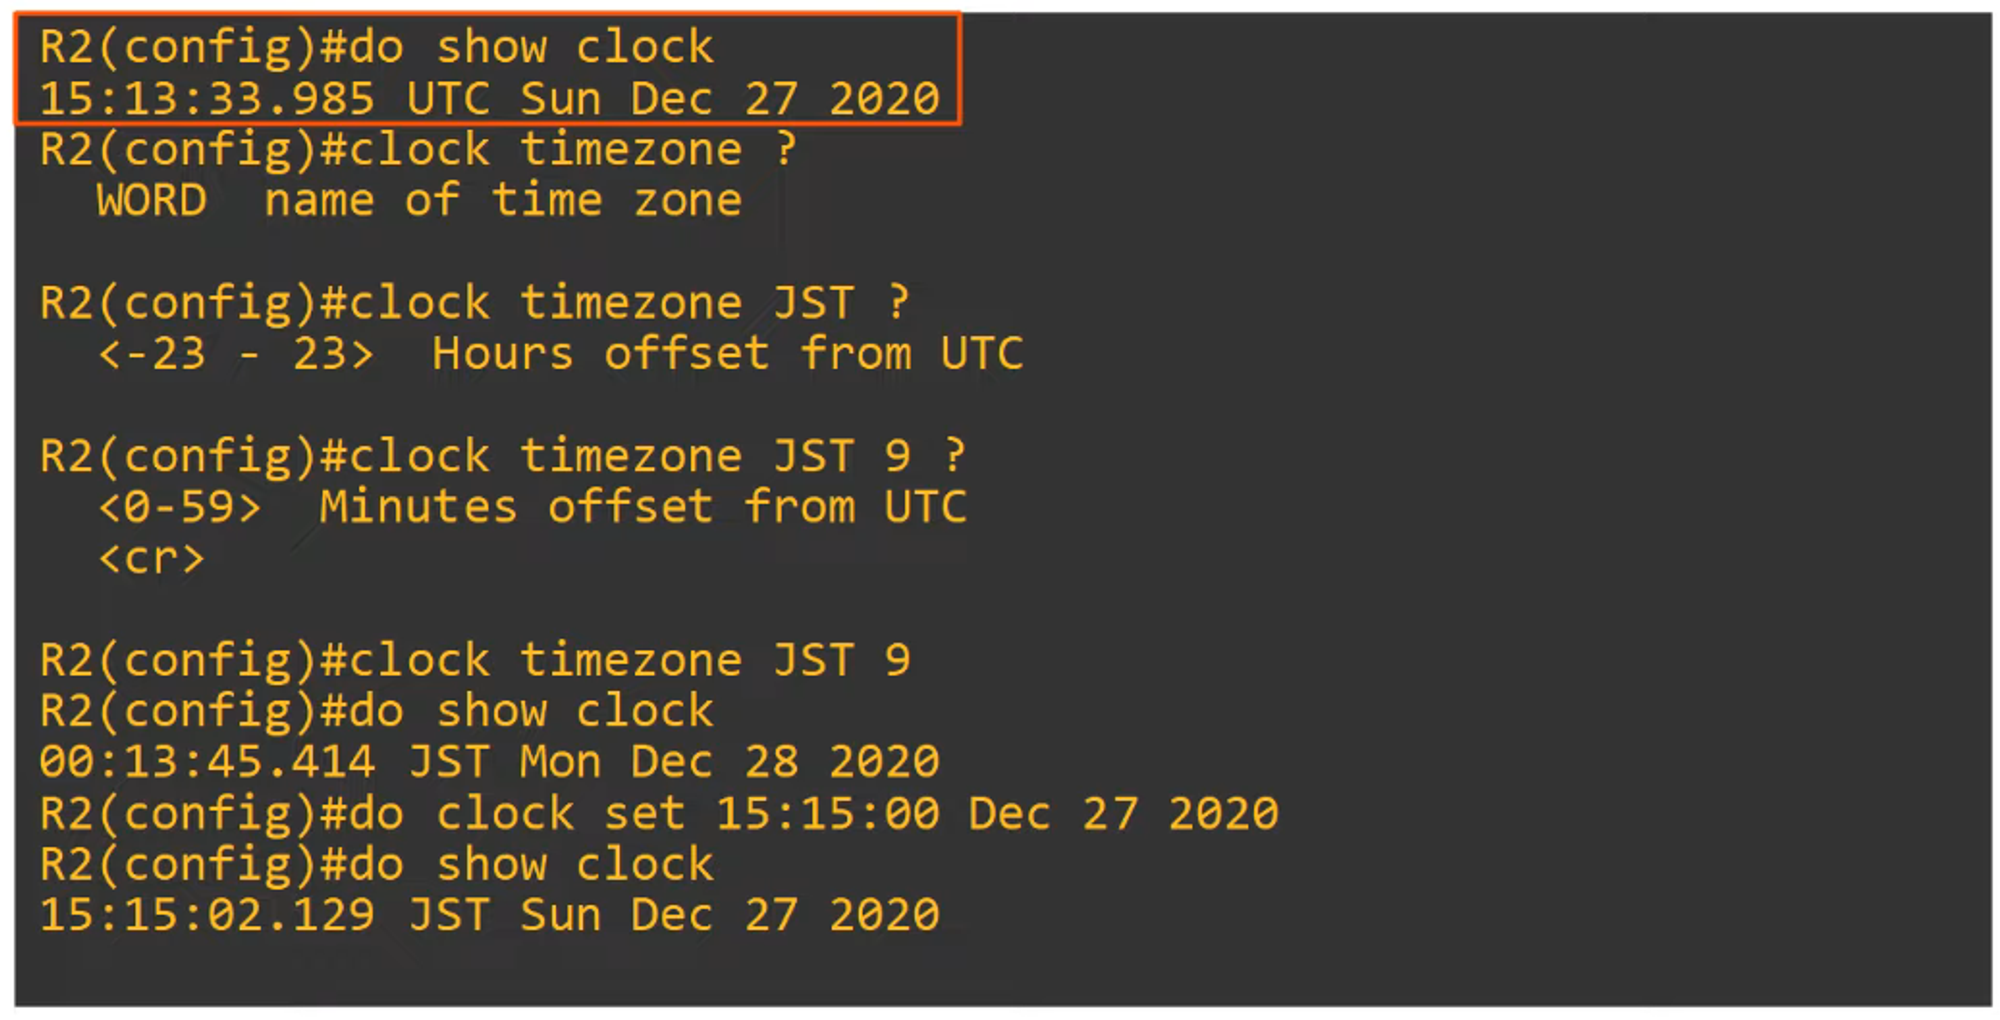 R2(config)#do show clock
15:13:33.985 UTC Sun Dec 27 2020
R2(config)#clock timezone ?
  WORD  name of time zone
R2(config)#clock timezone JST ?
  <-23 - 23>  Hours offset from UTC
R2(config)#clock timezone JST 9 ?
  <0-59>  Minutes offset from UTC
  <cr>
R2(config)#clock timezone JST 9
R2(config)#do show clock
00:13:45.414 JST Mon Dec 28 2020
R2(config)#do clock set 15:15:00 Dec 27 2020
R2(config)#do show clock
15:15:02.129 JST Sun Dec 27 2020